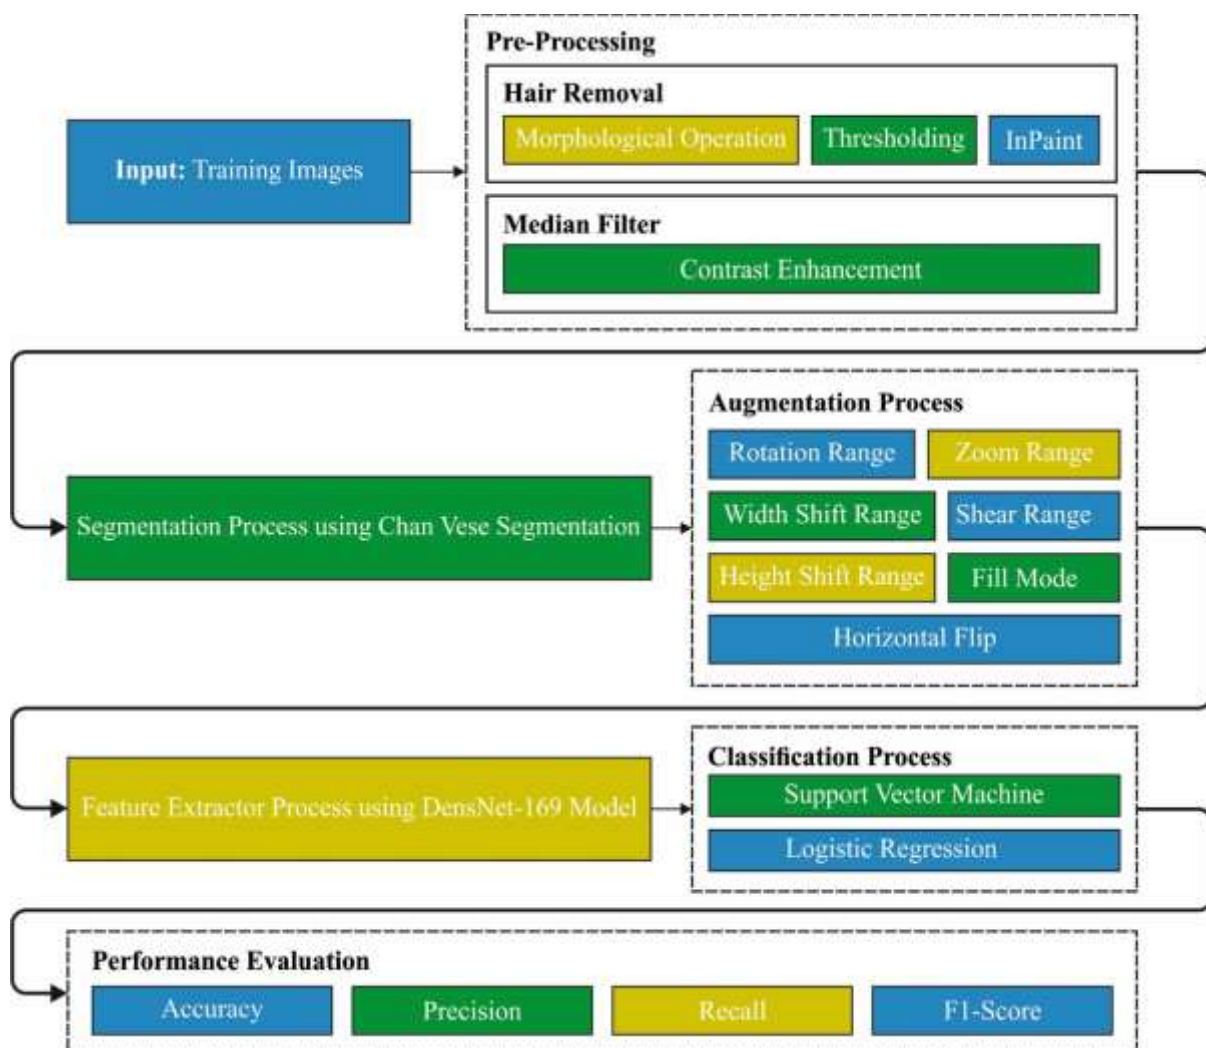 Pre-Processing
Hair Removal
Morphological Operation
Thresholding
InPaint
Input: Training Images
Median Filter
Contrast Enhancement
Augmentation Process
Rotation Range
Zoom Range
Width Shift Range
Shear Range
Segmentation Process using Chan Vese Segmentation
Height Shift Range
Fill Mode
Horizontal Flip
Classification Process
Support Vector Machine
Feature Extractor Process using DensNet-169 Model
Logistic Regression
Performance Evaluation
Accuracy
Precision
Recall
F1-Score